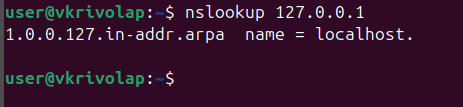 user@vkrivolap:~$ nslookup 127.0.0.1
1.0.0.127.in-addr.arpa  name = localhost.
user@vkrivolap:~$